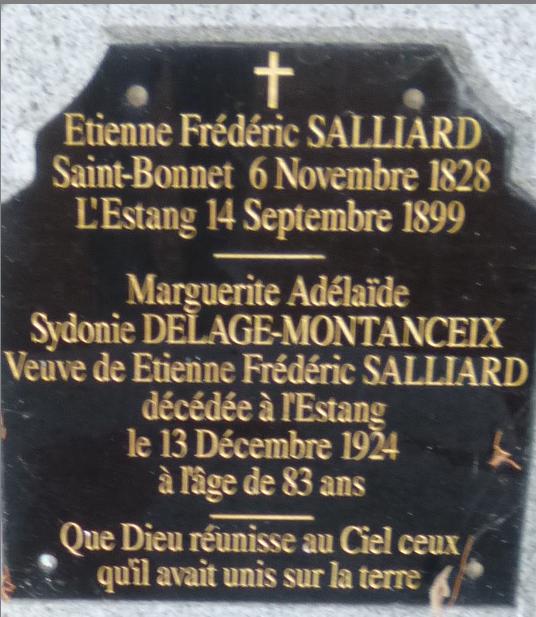 Etienne Frédéric SALLIARD
Saint-Bonnet 6 Novembre 1828
L'Estang 14 Septembre 1899
Marguerite Adélaïde
Sydonie DELAGE-MONTANCEIX
Veuve de Etienne Frédéric SALLIARD
décédée à l'Estang
le 13 Décembre 1924
à l'âge de 83 ans
Que Dieu réunisse au Ciel ceux
qu'il avait unis sur la terre